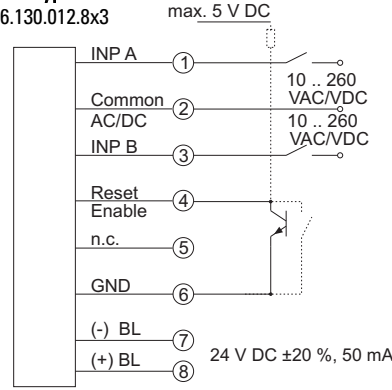 6.130.012.8x3
max. 5 V DC
INP A
1
10 .. 260
VAC/VDC
Common
2
AC/DC
10 .. 260
VAC/VDC
INP B
3
Reset
4
Enable
n.c.
5
GND
6
(-) BL
7
24 V DC ±20 %, 50 mA
(+) BL
8